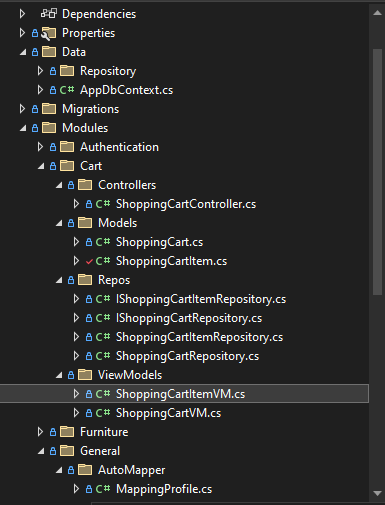 Dependencies
Properties
Data
Repository
C# AppDbContext.cs
Migrations
Modules
Authentication
Cart
Controllers
C# ShoppingCartController.cs
Models
C# ShoppingCart.cs
C# ShoppingCartItem.cs
Repos
C# IShoppingCartItemRepository.cs
C# IShoppingCartRepository.cs
C# ShoppingCartItemRepository.cs
C# ShoppingCartRepository.cs
ViewModels
C# ShoppingCartItemVM.cs
C# ShoppingCartVM.cs
Furniture
General
AutoMapper
C# MappingProfile.cs